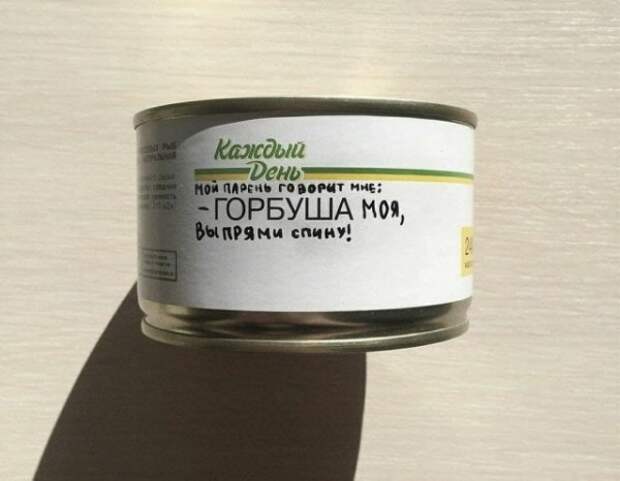 Каждый
День
МОЙ ПАРЕНЬ ГОВОРИТ МНЕ:
- ГОРБУША МОЯ,
ВЫПРЯМИ СПИНУ!